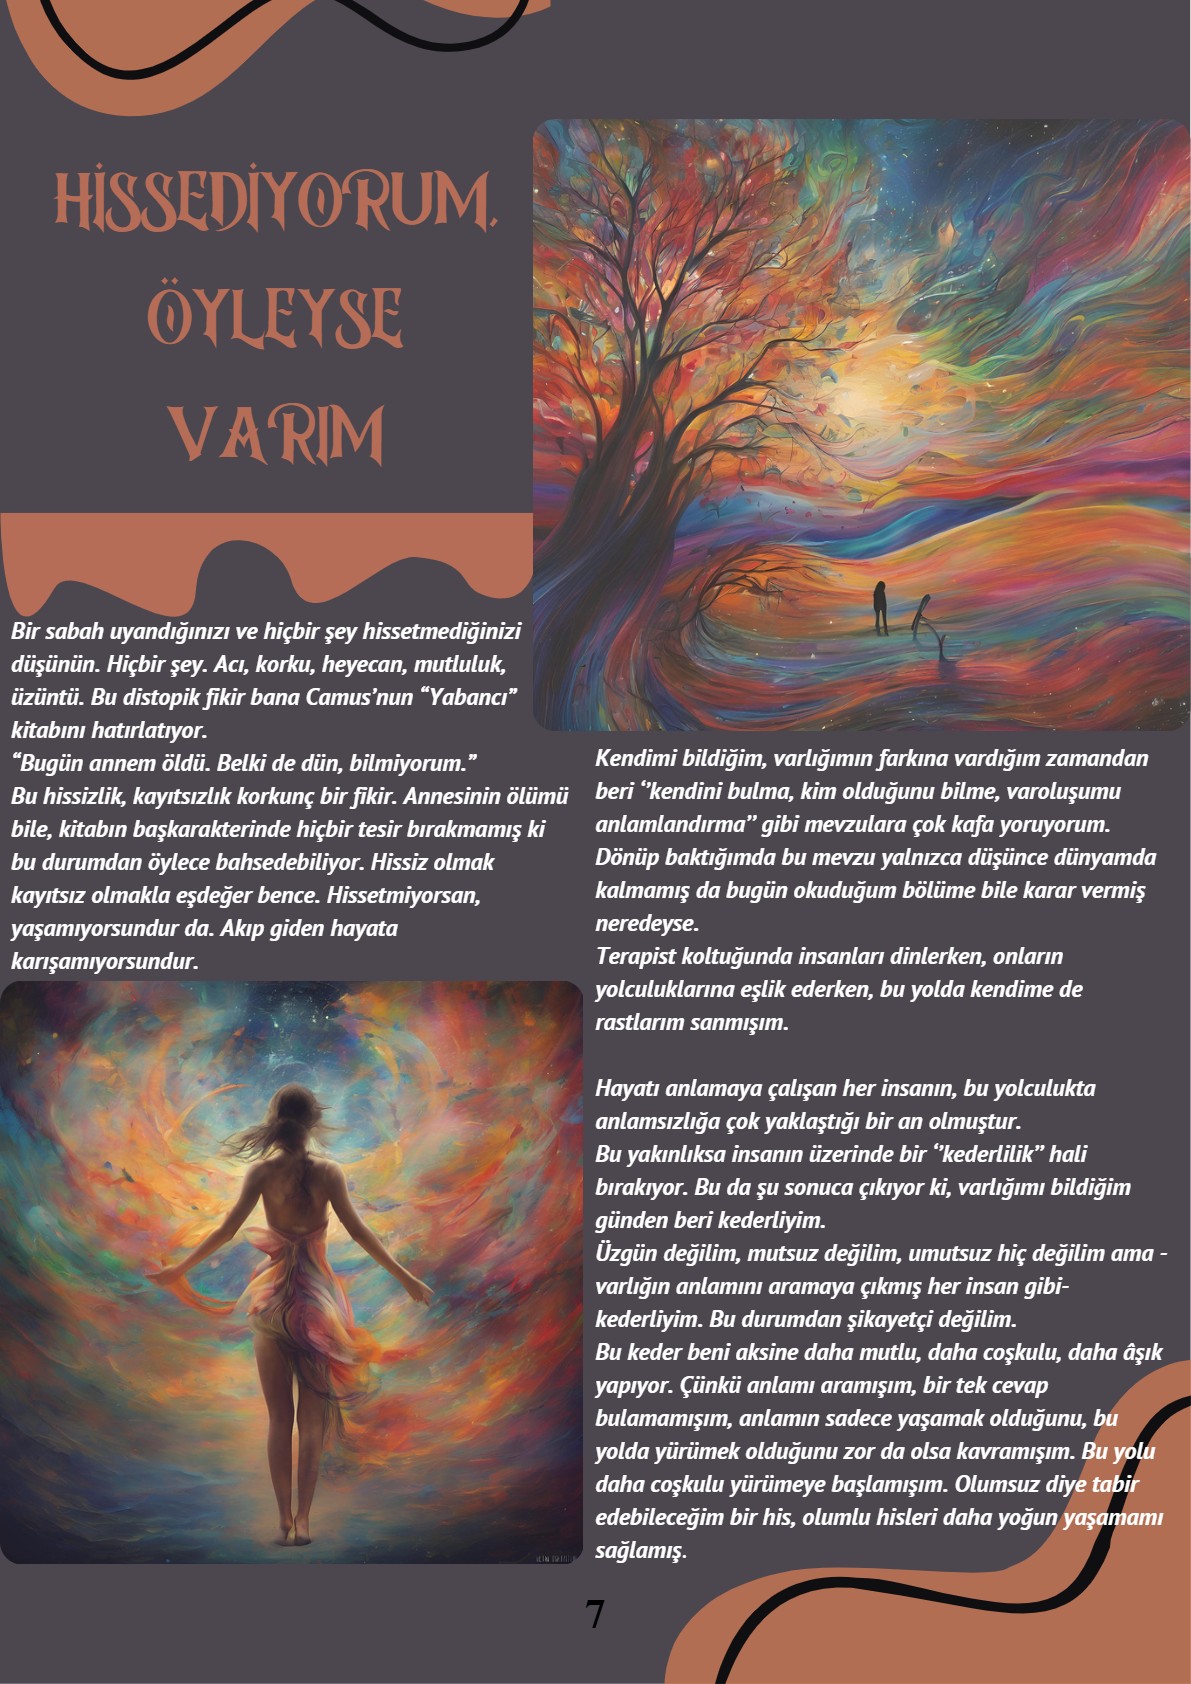 HİSSEDİYORUM,
ÖYLEYSE
VARIM
Bir sabah uyandığınızı ve hiçbir şey hissetmediğinizi
düşünün. Hiçbir şey. Acı, korku, heyecan, mutluluk,
üzüntü. Bu distopik fikir bana Camus’nun “Yabancı”
kitabını hatırlatıyor.
“Bugün annem öldü. Belki de dün, bilmiyorum.”
Bu hissizlik, kayıtsızlık korkunç bir fikir. Annesinin ölümü
bile, kitabın başkarakterinde hiçbir tesir bırakmamış ki
bu durumdan öylece bahsedebiliyor. Hissiz olmak
kayıtsız olmakla eşdeğer bence. Hissetmiyorsan,
yaşamıyorsundur da. Akıp giden hayata
karışamıyorsundur.
Kendimi bildiğim, varlığımın farkına vardığım zamandan
beri ‘’kendini bulma, kim olduğunu bilme, varoluşumu
anlamlandırma’’ gibi mevzulara çok kafa yoruyorum.
Dönüp baktığımda bu mevzu yalnızca düşünce dünyamda
kalmamış da bugün okuduğum bölüme bile karar vermiş
neredeyse.
Terapist koltuğunda insanları dinlerken, onların
yolculuklarına eşlik ederken, bu yolda kendime de
rastlarım sanmışım.
Hayatı anlamaya çalışan her insanın, bu yolculukta
anlamsızlığa çok yaklaştığı bir an olmuştur.
Bu yakınlıksa insanın üzerinde bir ‘’kederlilik’’ hali
bırakıyor. Bu da şu sonuca çıkıyor ki, varlığımı bildiğim
günden beri kederliyim.
Üzgün değilim, mutsuz değilim, umutsuz hiç değilim ama -
varlığın anlamını aramaya çıkmış her insan gibi-
kederliyim. Bu durumdan şikayetçi değilim.
Bu keder beni aksine daha mutlu, daha coşkulu, daha âşık
yapıyor. Çünkü anlamı aramışım, bir tek cevap
bulamamışım, anlamın sadece yaşamak olduğunu, bu
yolda yürümek olduğunu zor da olsa kavramışım. Bu yolu
daha coşkulu yürümeye başlamışım. Olumsuz diye tabir
edebileceğim bir his, olumlu hisleri daha yoğun yaşamamı
sağlamış.
7